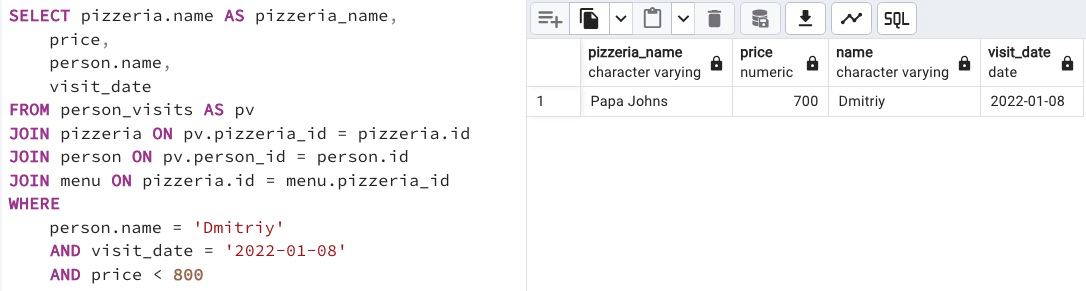 SELECT pizzeria.name AS pizzeria_name,
    price,
    person.name,
    visit_date
FROM person_visits AS pv
JOIN pizzeria ON pv.pizzeria_id = pizzeria.id
JOIN person ON pv.person_id = person.id
JOIN menu ON pizzeria.id = menu.pizzeria_id
WHERE
    person.name = 'Dmitriy'
    AND visit_date = '2022-01-08'
    AND price < 800
SQL
pizzeria_name price name visit_date
character varying numeric character varying date
1 Papa Johns 700 Dmitriy 2022-01-08